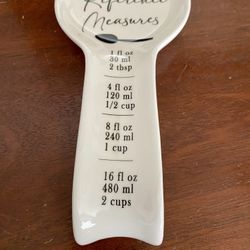 Reference
Measures
1 fl oz
30 ml
2 tbsp
4 fl oz
120 ml
1/2 cup
8 fl oz
240 ml
1 cup
16 fl oz
480 ml
2 cups